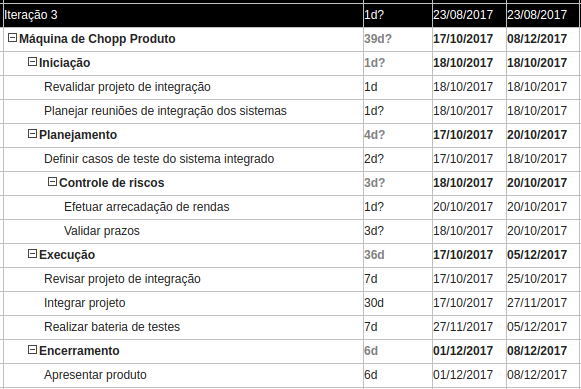 Iteração 3 1d? 23/08/2017 23/08/2017
Máquina de Chopp Produto 39d? 17/10/2017 08/12/2017
Iniciação 1d? 18/10/2017 18/10/2017
Revalidar projeto de integração 1d 18/10/2017 18/10/2017
Planejar reuniões de integração dos sistemas 1d? 18/10/2017 18/10/2017
Planejamento 4d? 17/10/2017 20/10/2017
Definir casos de teste do sistema integrado 2d? 17/10/2017 18/10/2017
Controle de riscos 3d? 18/10/2017 20/10/2017
Efetuar arrecadação de rendas 1d? 20/10/2017 20/10/2017
Validar prazos 3d? 18/10/2017 20/10/2017
Execução 36d 17/10/2017 05/12/2017
Revisar projeto de integração 7d 17/10/2017 25/10/2017
Integrar projeto 30d 17/10/2017 27/11/2017
Realizar bateria de testes 7d 27/11/2017 05/12/2017
Encerramento 6d 01/12/2017 08/12/2017
Apresentar produto 6d 01/12/2017 08/12/2017